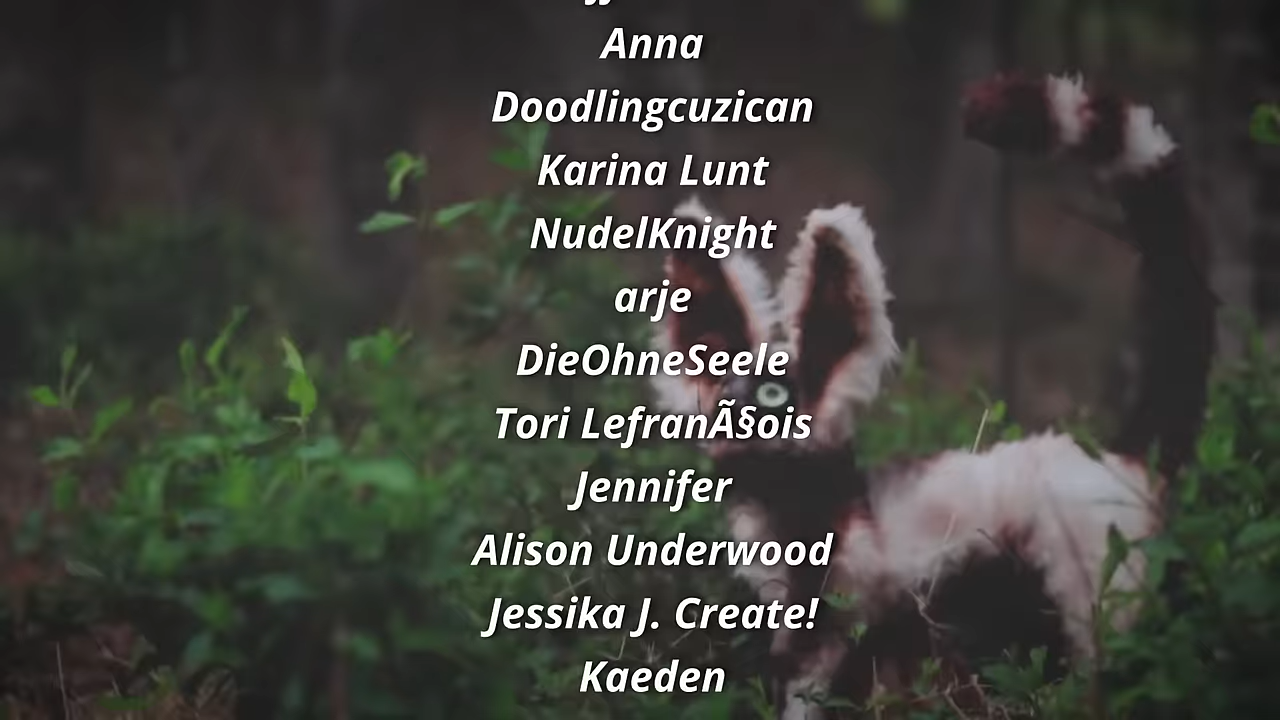 Anna
Doodlingcuzican
Karina Lunt
NudelKnight
arje
DieOhneSeele
Tori LefranÃ§ois
Jennifer
Alison Underwood
Jessika J. Create!
Kaeden